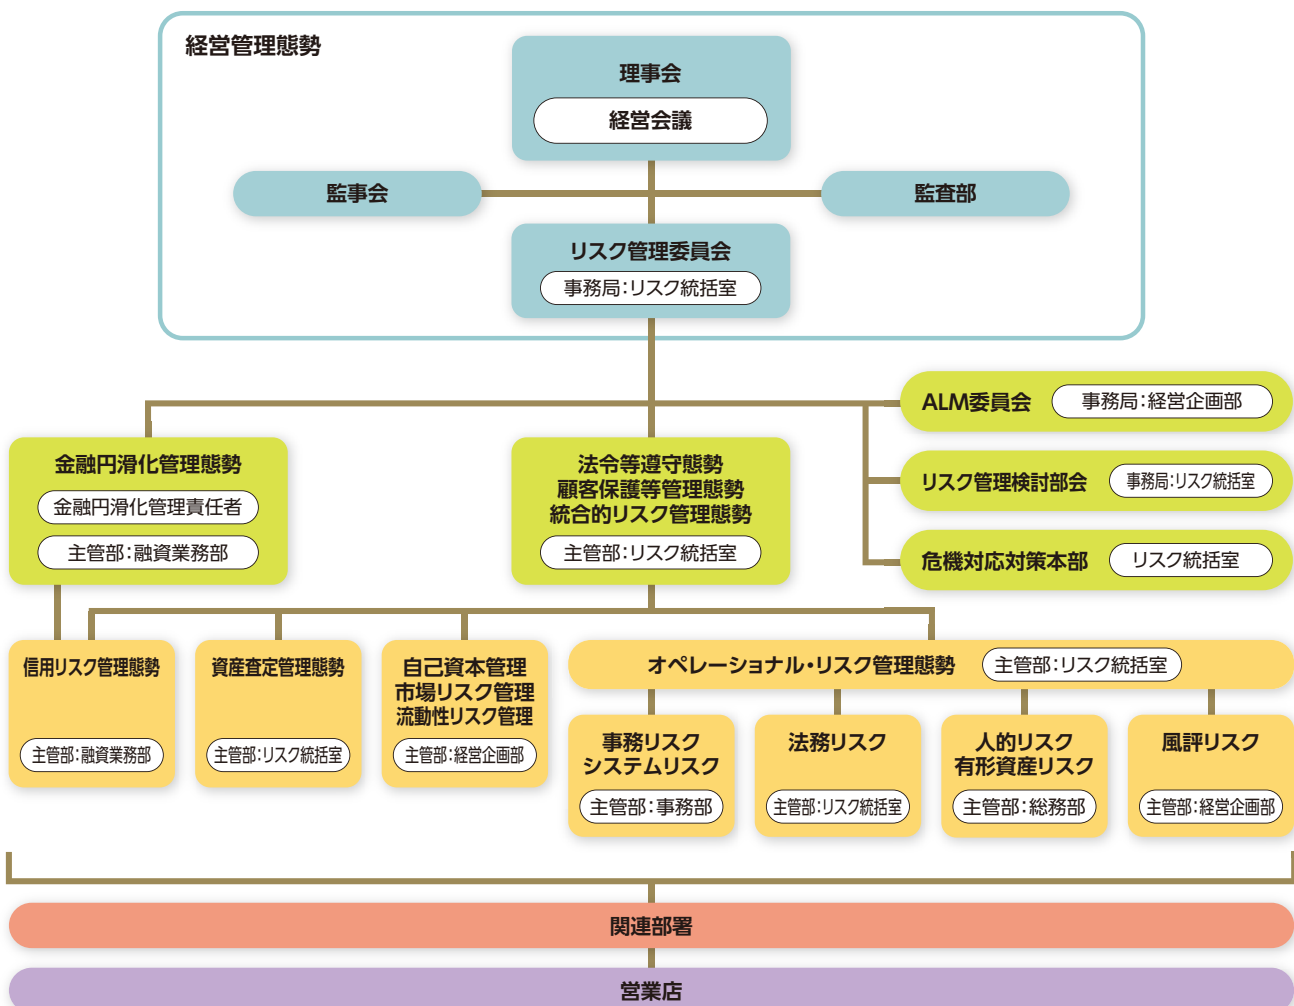 経営管理態勢
理事会
経営会議
監事会
監査部
リスク管理委員会
事務局:リスク統括室
ALM委員会
事務局:経営企画部
リスク管理検討部会
事務局:リスク統括室
危機対応対策本部
リスク統括室
金融円滑化管理態勢
金融円滑化管理責任者
主管部:融資業務部
法令等遵守態勢
顧客保護等管理態勢
統合的リスク管理態勢
主管部:リスク統括室
信用リスク管理態勢
主管部:融資業務部
資産査定管理態勢
主管部:リスク統括室
自己資本管理
市場リスク管理
流動性リスク管理
主管部:経営企画部
オペレーショナル・リスク管理態勢
主管部:リスク統括室
事務リスク
システムリスク
主管部:事務部
法務リスク
主管部:リスク統括室
人的リスク
有形資産リスク
主管部:総務部
風評リスク
主管部:経営企画部
関連部署
営業店